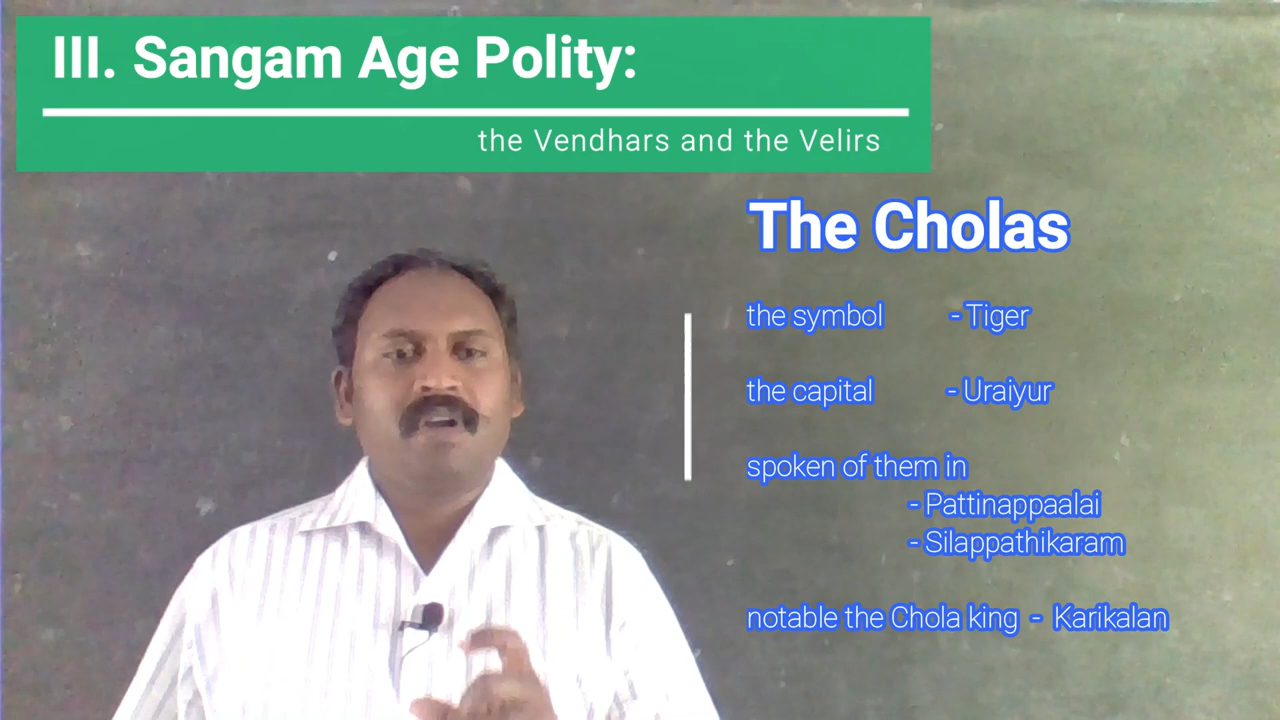 III. Sangam Age Polity:
the Vendhars and the Velirs
The Cholas
the symbol - Tiger
the capital - Uraiyur
spoken of them in
- Pattinappaalai
- Silappathikaram
notable the Chola king - Karikalan